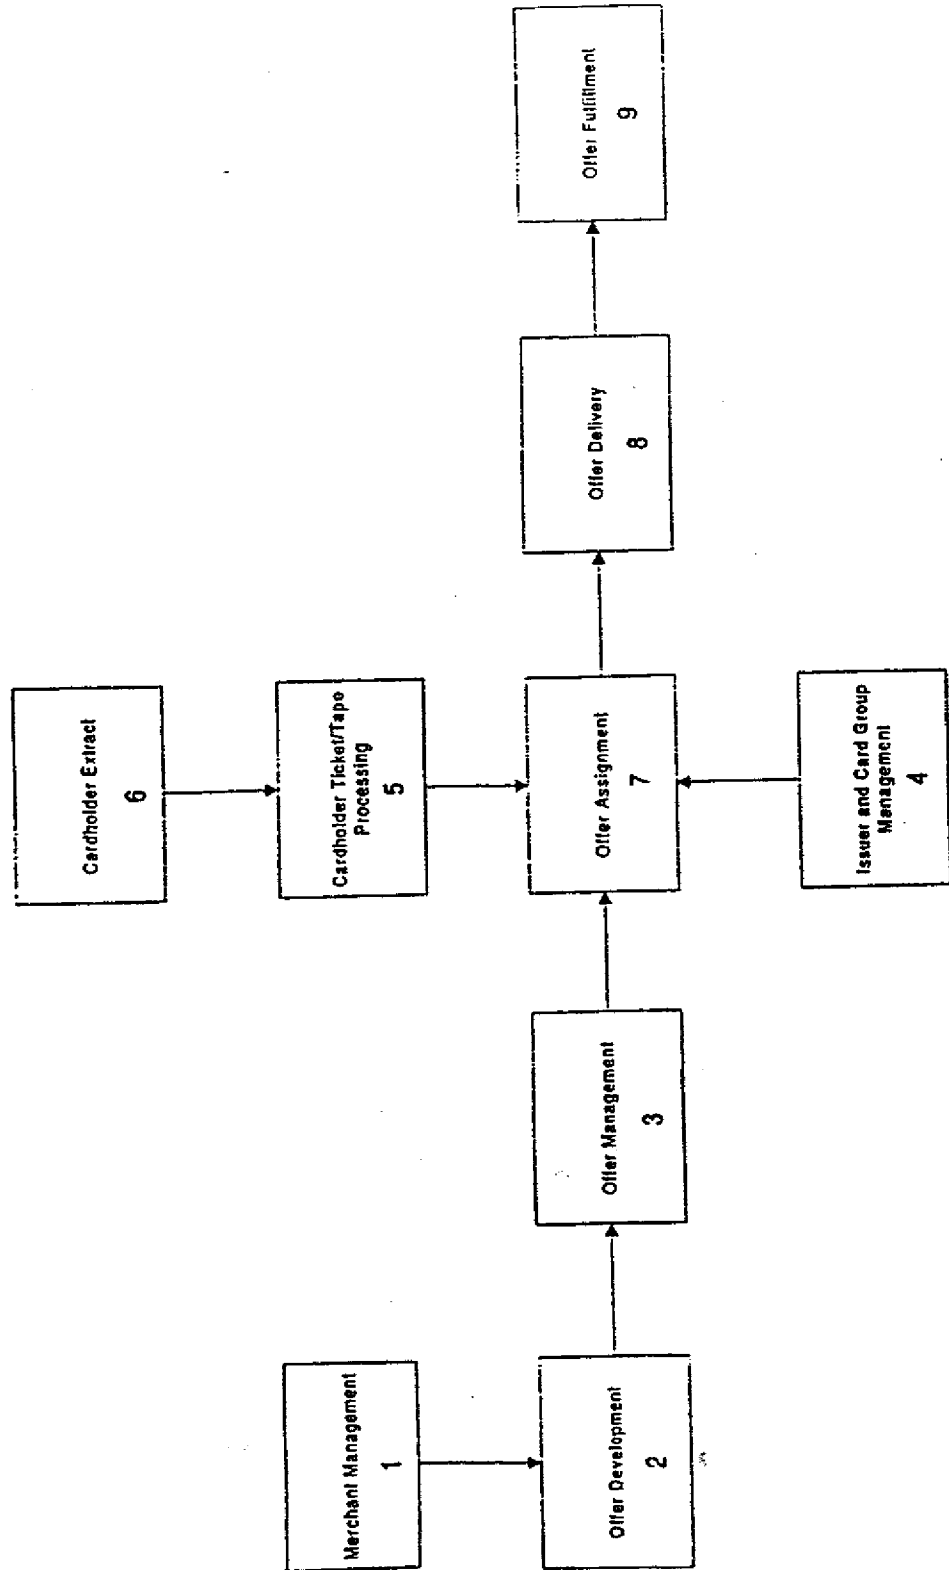 Merchant Management
1
Offer Development
2
Offer Management
3
Cardholder Extract
6
Cardholder Ticket/Tape
Processing
5
Offer Assignment
7
Issuer and Card Group
Management
4
Offer Delivery
8
Offer Fulfillment
9